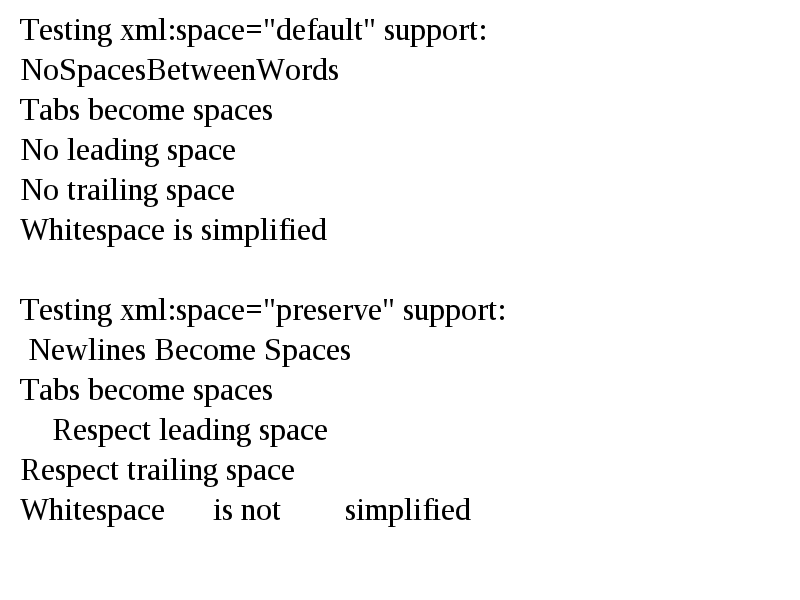 Testing xml:space="default" support:
NoSpacesBetweenWords
Tabs become spaces
No leading space
No trailing space
Whitespace is simplified

Testing xml:space="preserve" support:
 Newlines Become Spaces
Tabs become spaces
    Respect leading space
Respect trailing space
Whitespace      is not        simplified